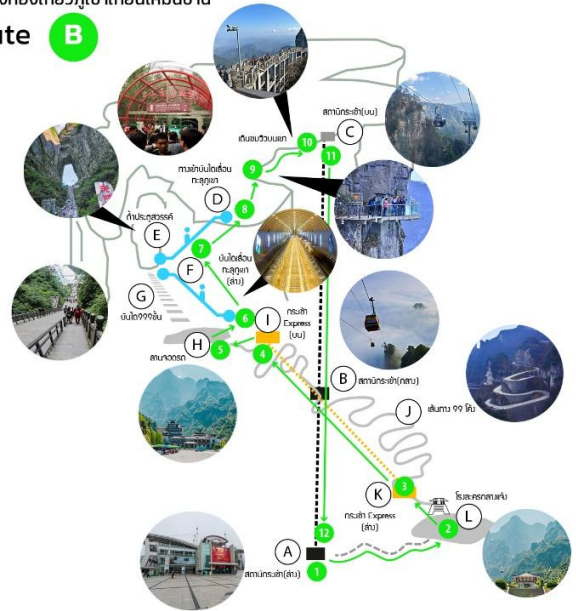 ute B
สถานีกระเช้า(บน)
C
เดินชมวิวบนเขา
10
11
9
ทางเข้าบันไดเลื่อน
ทะลุภูเขา
D
8
ถ้ำประตูสวรรค์
E
7
F
บันไดเลื่อน
ทะลุภูเขา
(ล่าง)
G
บันได999ขั้น
6
I
กระเช้า
Express
(บน)
H
5
4
ลานจอดรถ
B
สถานีกระเช้า(กลาง)
J
เส้นทาง 99 โค้ง
K
3
กระเช้า Express
(ล่าง)
โรงละครกลางแจ้ง
L
2
12
A
สถานีกระเช้า(ล่าง)
1